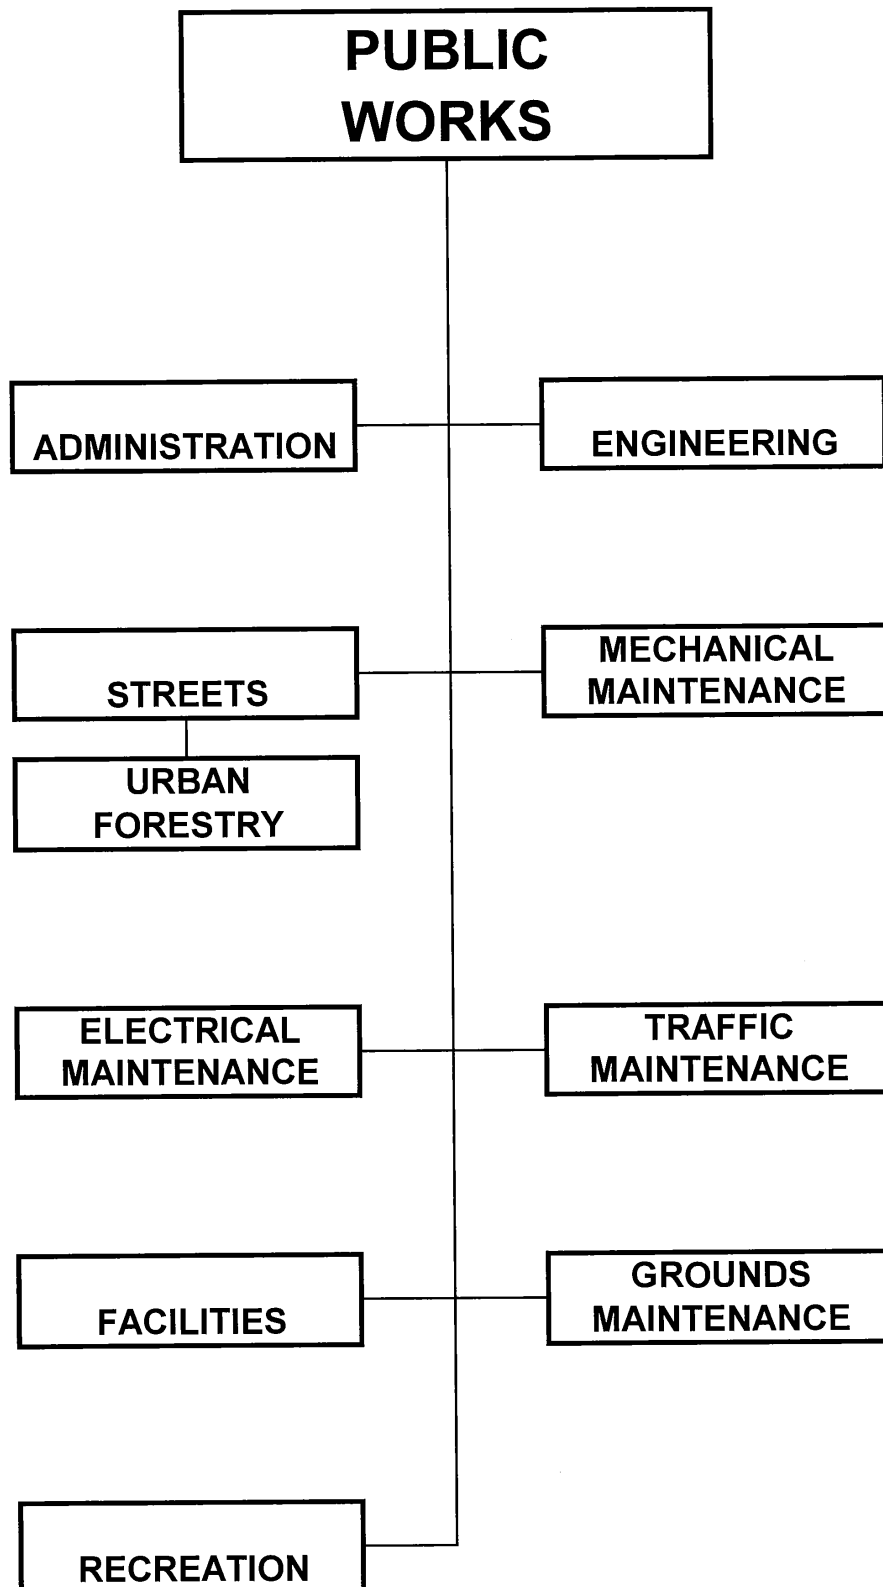 PUBLIC
WORKS
ADMINISTRATION
ENGINEERING
STREETS
MECHANICAL
MAINTENANCE
URBAN
FORESTRY
ELECTRICAL
MAINTENANCE
TRAFFIC
MAINTENANCE
FACILITIES
GROUNDS
MAINTENANCE
RECREATION